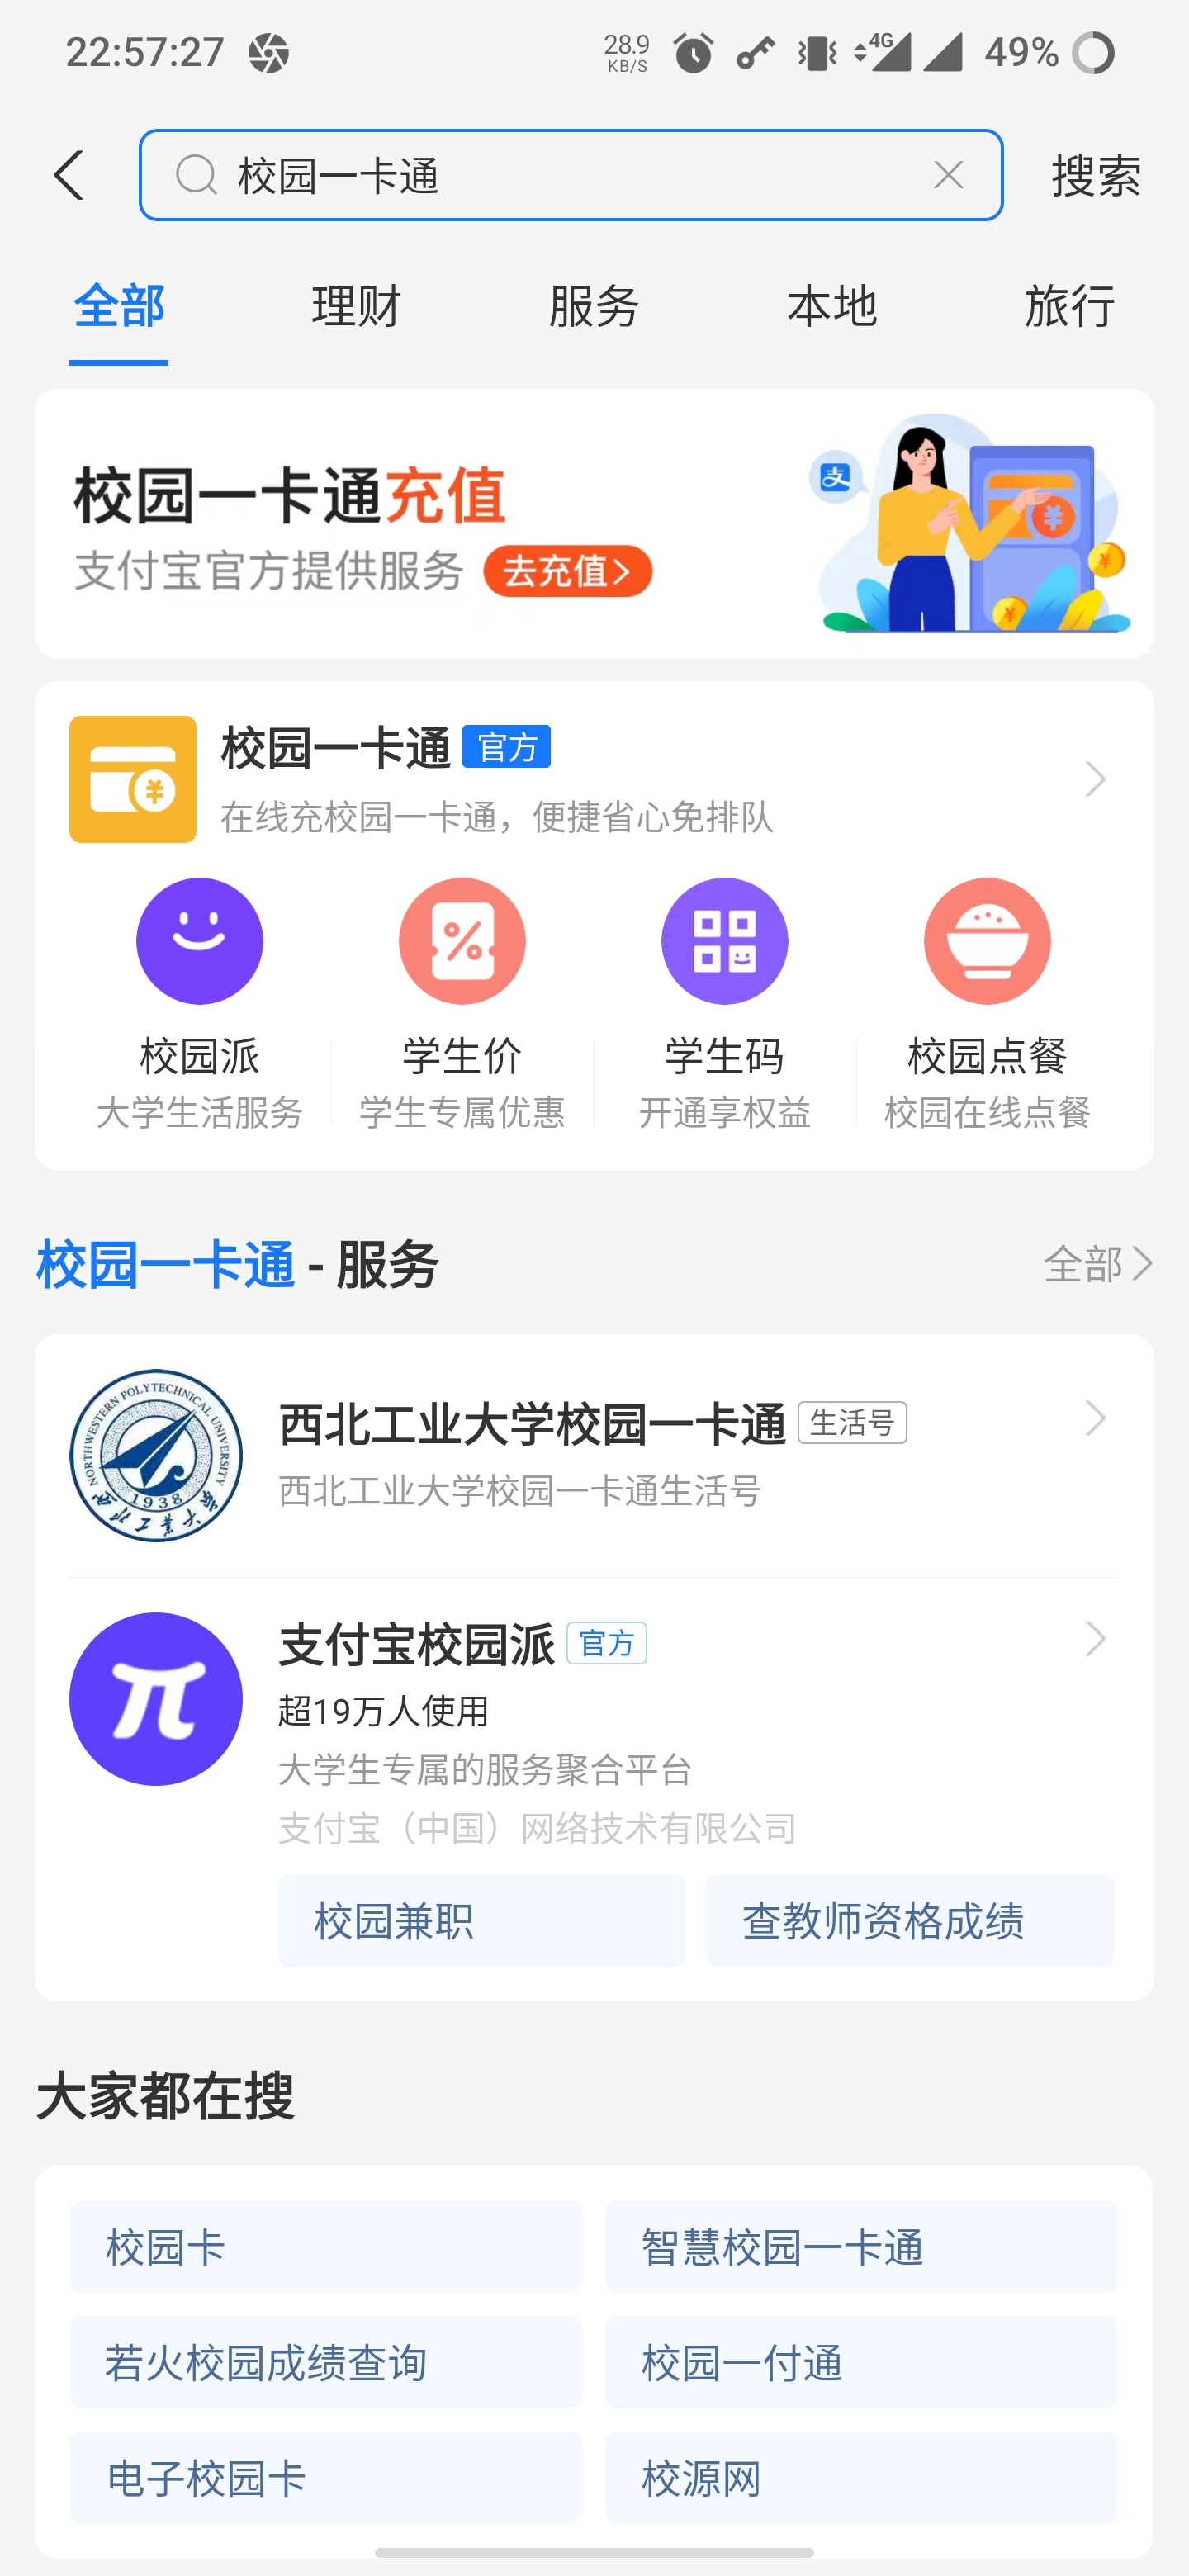 22:57:27
28.9 KB/S 4G 49%
校园一卡通 搜索
全部 理财 服务 本地 旅行
校园一卡通充值
支付宝官方提供服务 去充值>
支
校园一卡通 官方
在线充校园一卡通，便捷省心免排队
校园派 学生价 学生码 校园点餐
大学生活服务 学生专属优惠 开通享权益 校园在线点餐
校园一卡通 - 服务 全部
NORTHWESTERN POLYTECHNICAL UNIVERSITY
1938
西北工业大学
西北工业大学校园一卡通 生活号
西北工业大学校园一卡通生活号
支付宝校园派 官方
超19万人使用
大学生专属的服务聚合平台
支付宝（中国）网络技术有限公司
校园兼职 查教师资格成绩
大家都在搜
校园卡 智慧校园一卡通
若火校园成绩查询 校园一付通
电子校园卡 校源网